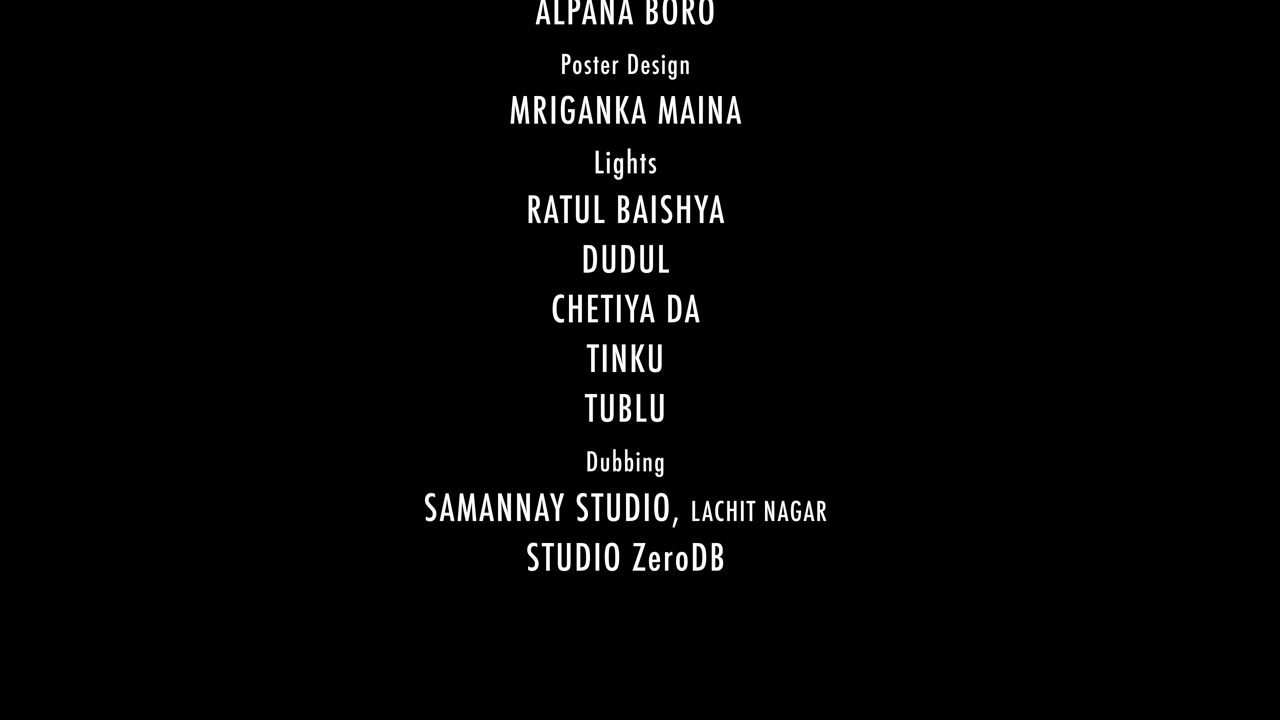 ALPANA BORO
Poster Design
MRIGANKA MAINA
Lights
RATUL BAISHYA
DUDUL
CHETIYA DA
TINKU
TUBLU
Dubbing
SAMANNAY STUDIO, LACHIT NAGAR
STUDIO ZeroDB